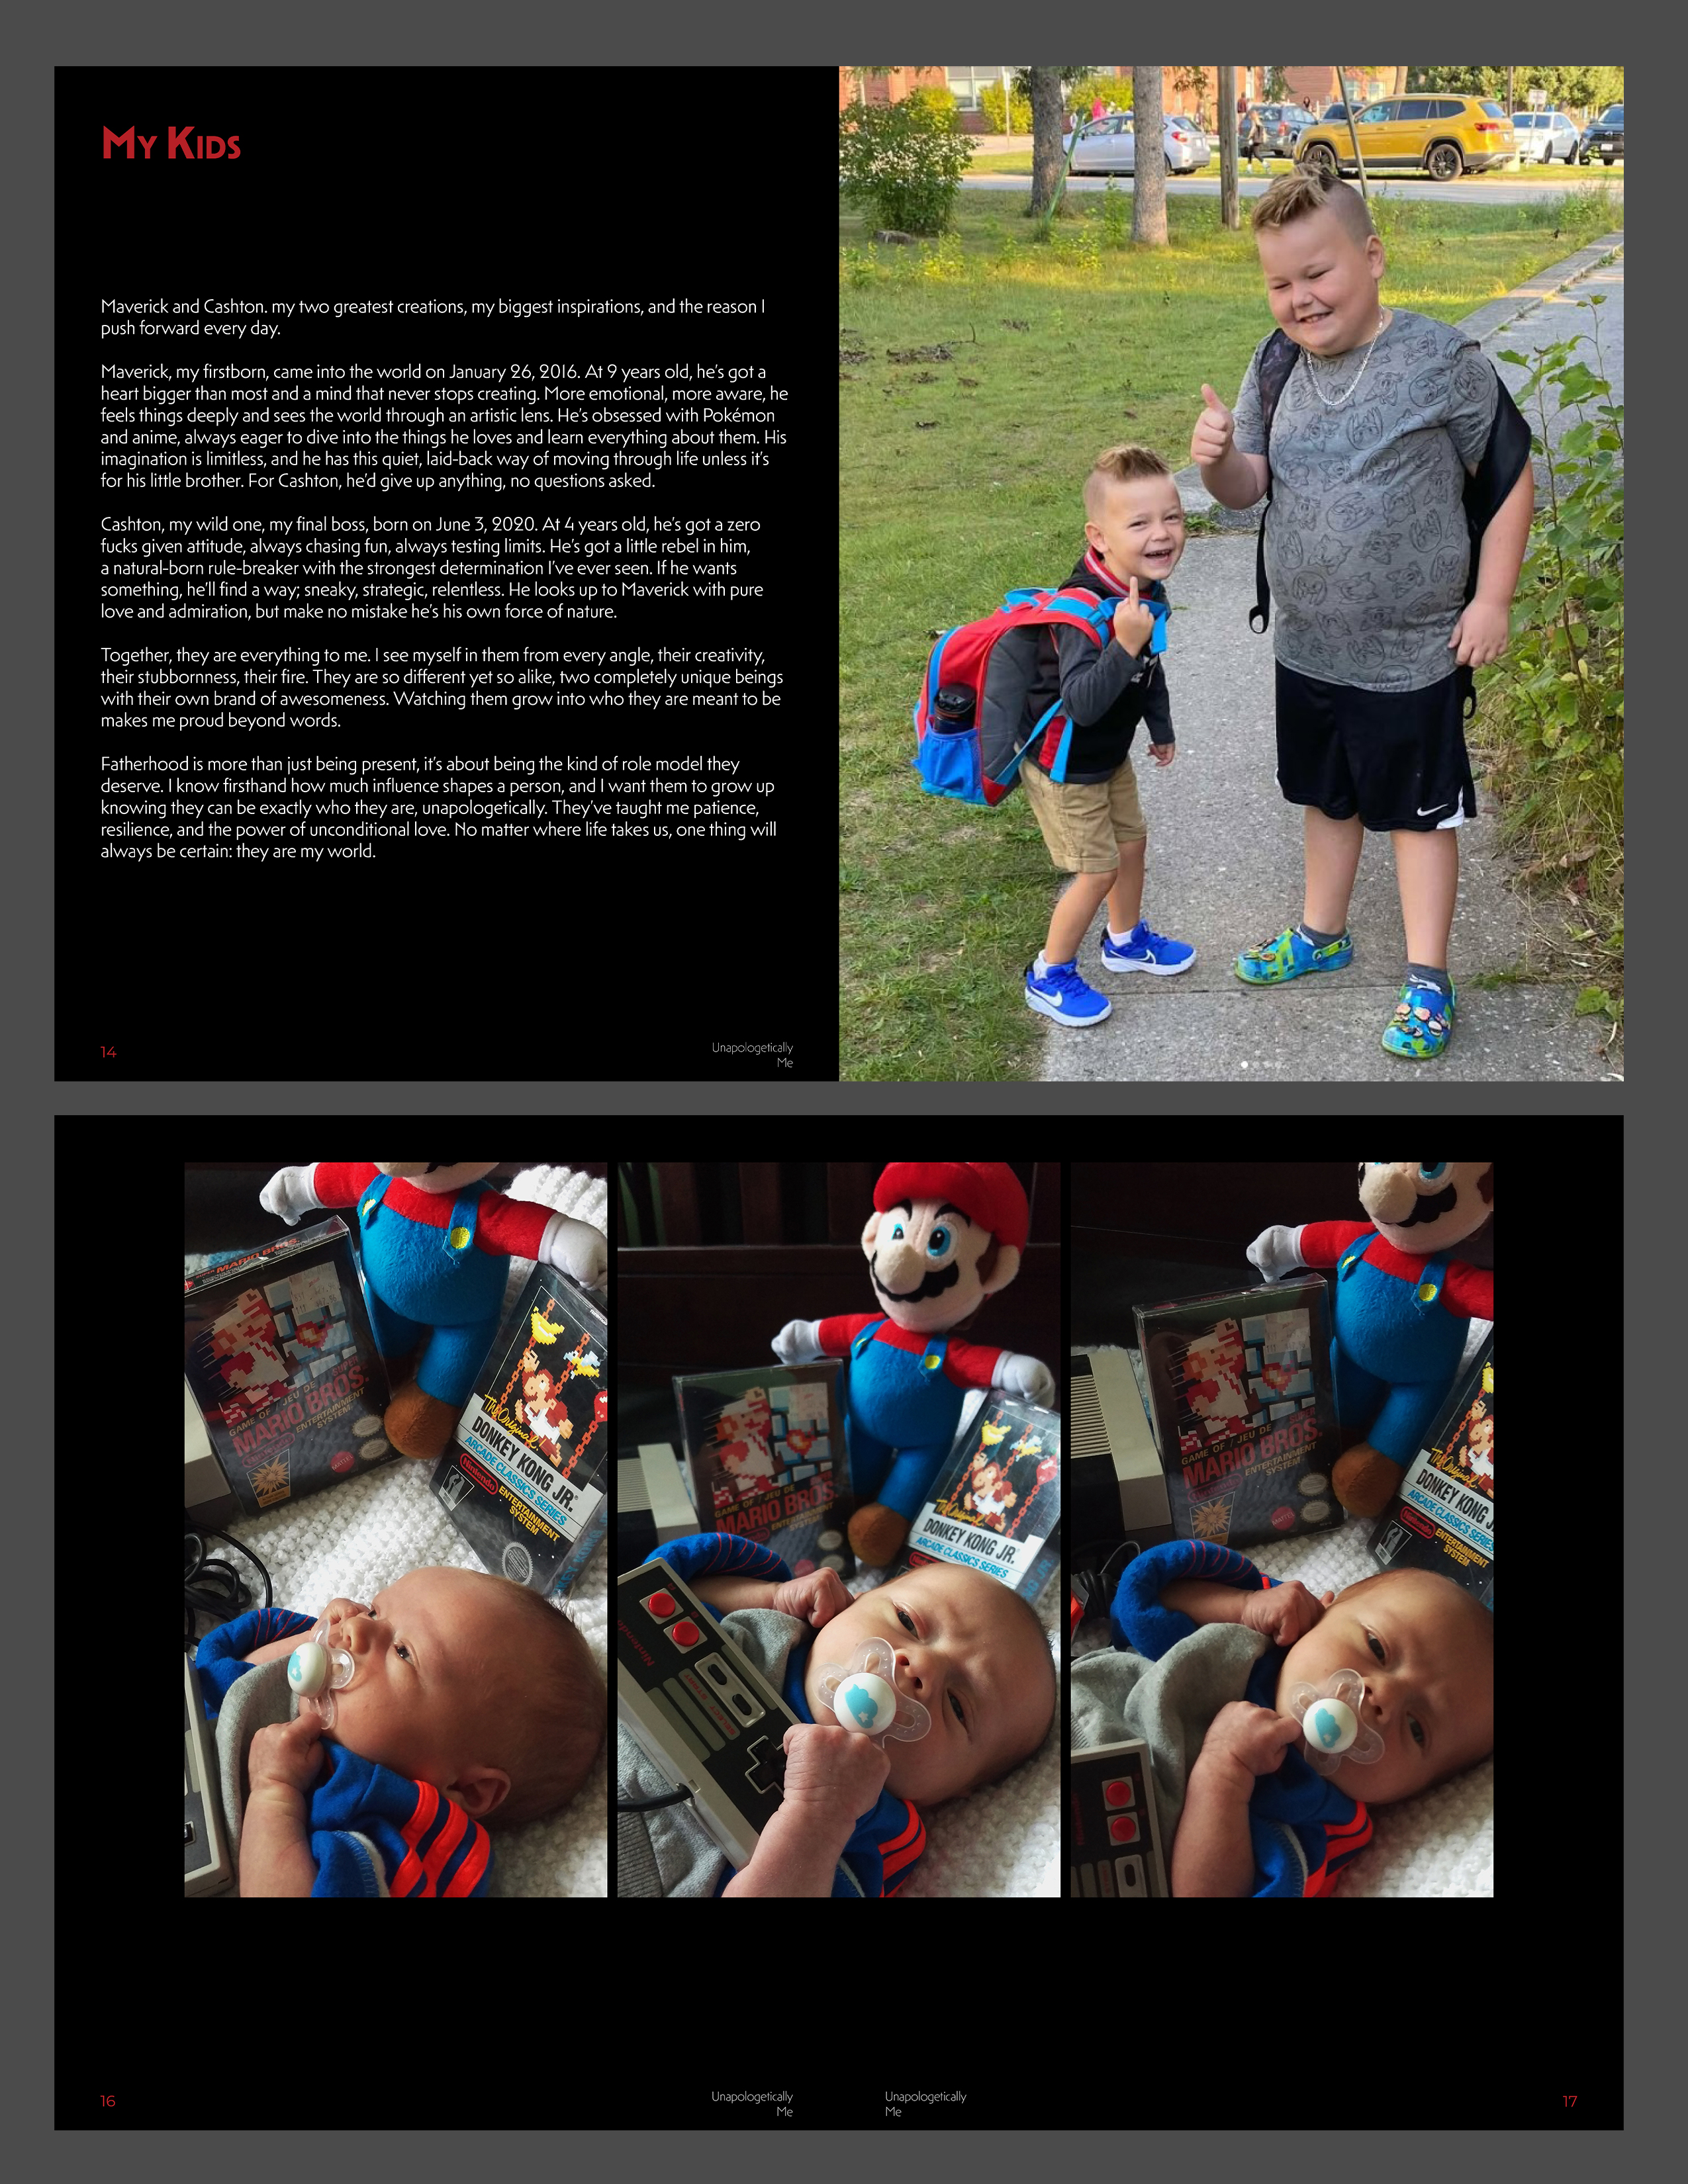 My Kids
Maverick and Cashton. my two greatest creations, my biggest inspirations, and the reason I
push forward every day.
Maverick, my firstborn, came into the world on January 26, 2016. At 9 years old, he's got a
heart bigger than most and a mind that never stops creating. More emotional, more aware, he
feels things deeply and sees the world through an artistic lens. He's obsessed with Pokémon
and anime, always eager to dive into the things he loves and learn everything about them. His
imagination is limitless, and he has this quiet, laid-back way of moving through life unless it's
for his little brother. For Cashton, he'd give up anything, no questions asked.
Cashton, my wild one, my final boss, born on June 3, 2020. At 4 years old, he's got a zero
fucks given attitude, always chasing fun, always testing limits. He's got a little rebel in him,
a natural-born rule-breaker with the strongest determination I've ever seen. If he wants
something, he'll find a way; sneaky, strategic, relentless. He looks up to Maverick with pure
love and admiration, but make no mistake he's his own force of nature.
Together, they are everything to me. I see myself in them from every angle, their creativity,
their stubbornness, their fire. They are so different yet so alike, two completely unique beings
with their own brand of awesomeness. Watching them grow into who they are meant to be
makes me proud beyond words.
Fatherhood is more than just being present, it's about being the kind of role model they
deserve. I know firsthand how much influence shapes a person, and I want them to grow up
knowing they can be exactly who they are, unapologetically. They've taught me patience,
resilience, and the power of unconditional love. No matter where life takes us, one thing will
always be certain: they are my world.
14
Unapologetically
Me
MARIO BROS.
GAME OF / JEU DE
MARIO BROS.
ENTERTAINMENT
SYSTEM
The Original
DONKEY KONG JR.
ARCADE CLASSICS SERIES
Nintendo
ENTERTAINMENT
SYSTEM
GAME OF / JEU DE
MARIO BROS.
ENTERTAINMENT
The Original
DONKEY KONG JR.
ARCADE CLASSICS SERIES
Nintendo
SELECT START
GAME OF / JEU DE
MARIO BROS.
ENTERTAINMENT
SYSTEM
The Original
DONKEY KONG J
ARCADE CLASSICS SERIES
Nintendo
ENTERTAINMENT
SYSTEM
16
Unapologetically
Me
Unapologetically
Me
17